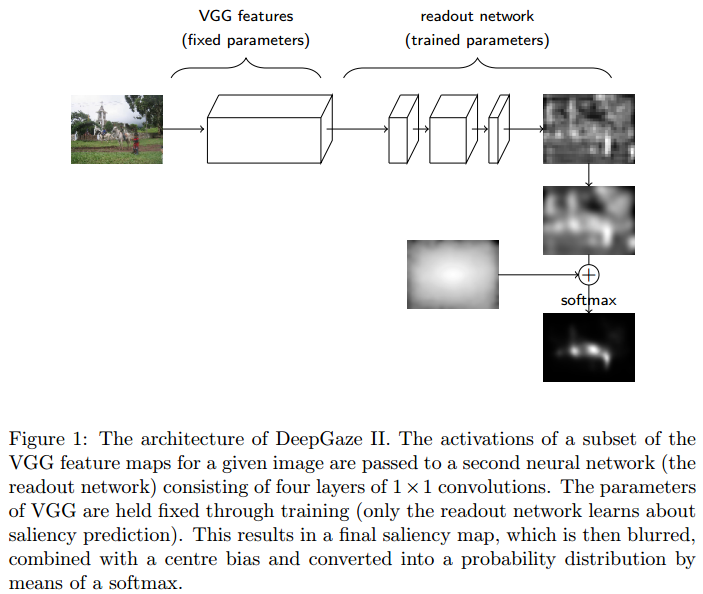 VGG features
(fixed parameters)
readout network
(trained parameters)
+
softmax
Figure 1: The architecture of DeepGaze II. The activations of a subset of the
VGG feature maps for a given image are passed to a second neural network (the
readout network) consisting of four layers of 1 × 1 convolutions. The parameters
of VGG are held fixed through training (only the readout network learns about
saliency prediction). This results in a final saliency map, which is then blurred,
combined with a centre bias and converted into a probability distribution by
means of a softmax.